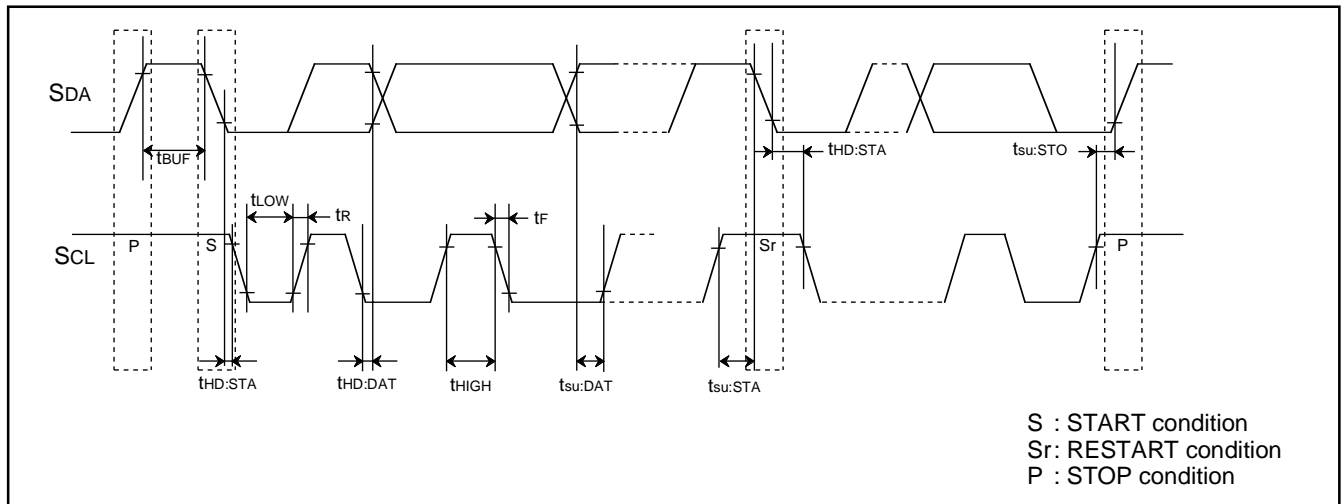 SDA
tBUF
tHD:STA
tsu:STO
tLOW
tR
tF
SCL
P
S
Sr
P
tHD:STA
tHD:DAT
tHIGH
tsu:DAT
tsu:STA
S : START condition
Sr: RESTART condition
P : STOP condition